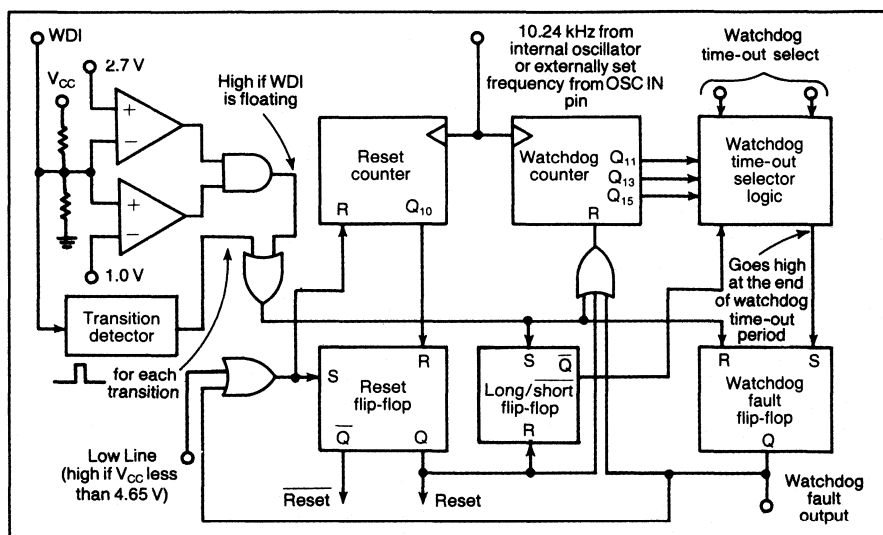 WDI
2.7 V
VCC
High if WDI
is floating
10.24 kHz from
internal oscillator
or externally set
frequency from OSC IN
pin
Watchdog
time-out select
+
−
+
−
1.0 V
Reset
counter
R
Q10
Watchdog
counter
R
Q11
Q13
Q15
Watchdog
time-out
selector
logic
Goes high
at the end
of watchdog
time-out
period
Transition
detector
for each
transition
S
R
Reset
flip-flop
Q̅
Q
S
Q̅
Long/s̅h̅o̅r̅t̅
flip-flop
R
R
S
Watchdog
fault
flip-flop
Q
Low Line
(high if VCC less
than 4.65 V)
R̅e̅s̅e̅t̅
Reset
Watchdog
fault
output